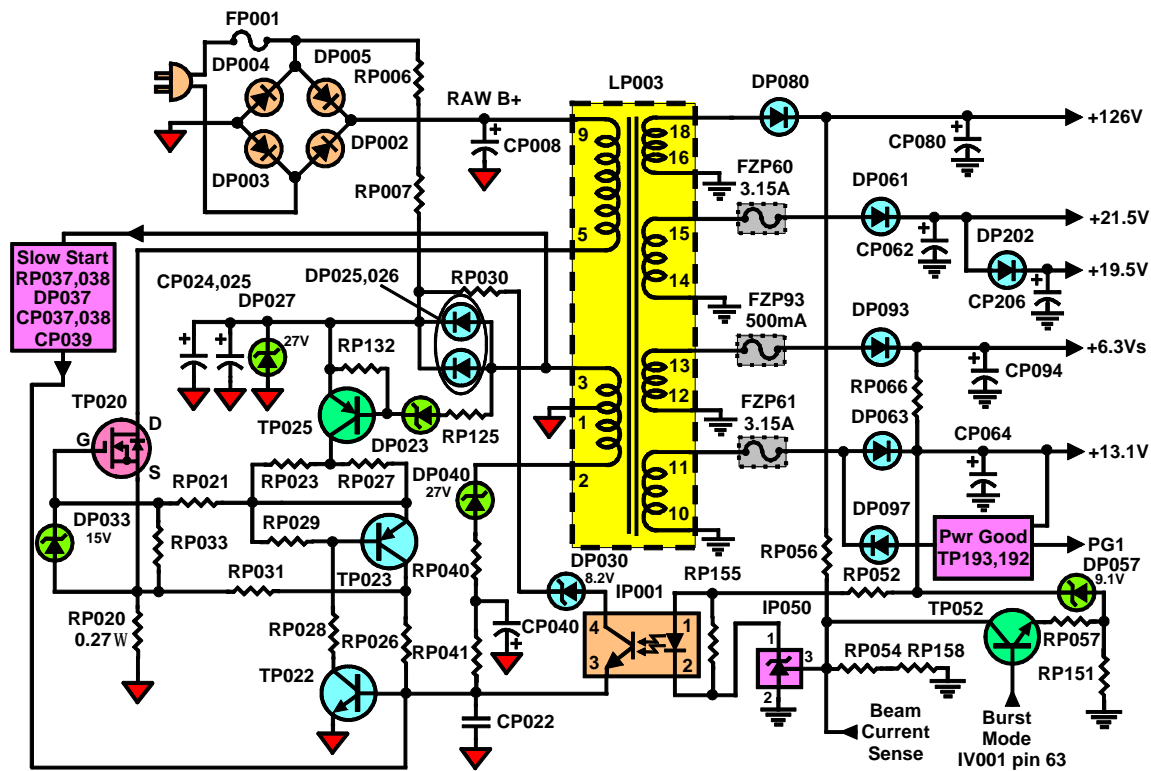 FP001
DP004
DP005
RP006
DP003
DP002
RAW B+
CP008
RP007
LP003
9
5
3
1
2
18
16
15
14
13
12
11
10
DP080
CP080
+126V
FZP60
3.15A
DP061
CP062
+21.5V
DP202
CP206
+19.5V
FZP93
500mA
DP093
CP094
+6.3Vs
RP066
FZP61
3.15A
DP063
CP064
+13.1V
DP097
Pwr Good
TP193,192
PG1
DP057
9.1V
Slow Start
RP037,038
DP037
CP037,038
CP039
CP024,025
DP027
27V
DP025,026
RP030
RP132
TP025
DP023
RP125
TP020
G
D
S
RP021
RP023
RP027
DP040
27V
DP033
15V
RP033
RP029
TP023
RP031
RP040
RP020
0.27W
RP028
RP026
RP041
CP040
TP022
CP022
DP030
8.2V
IP001
4
3
1
2
RP155
RP052
RP056
IP050
1
3
2
RP054
RP158
TP052
RP057
RP151
Beam
Current
Sense
Burst
Mode
IV001 pin 63